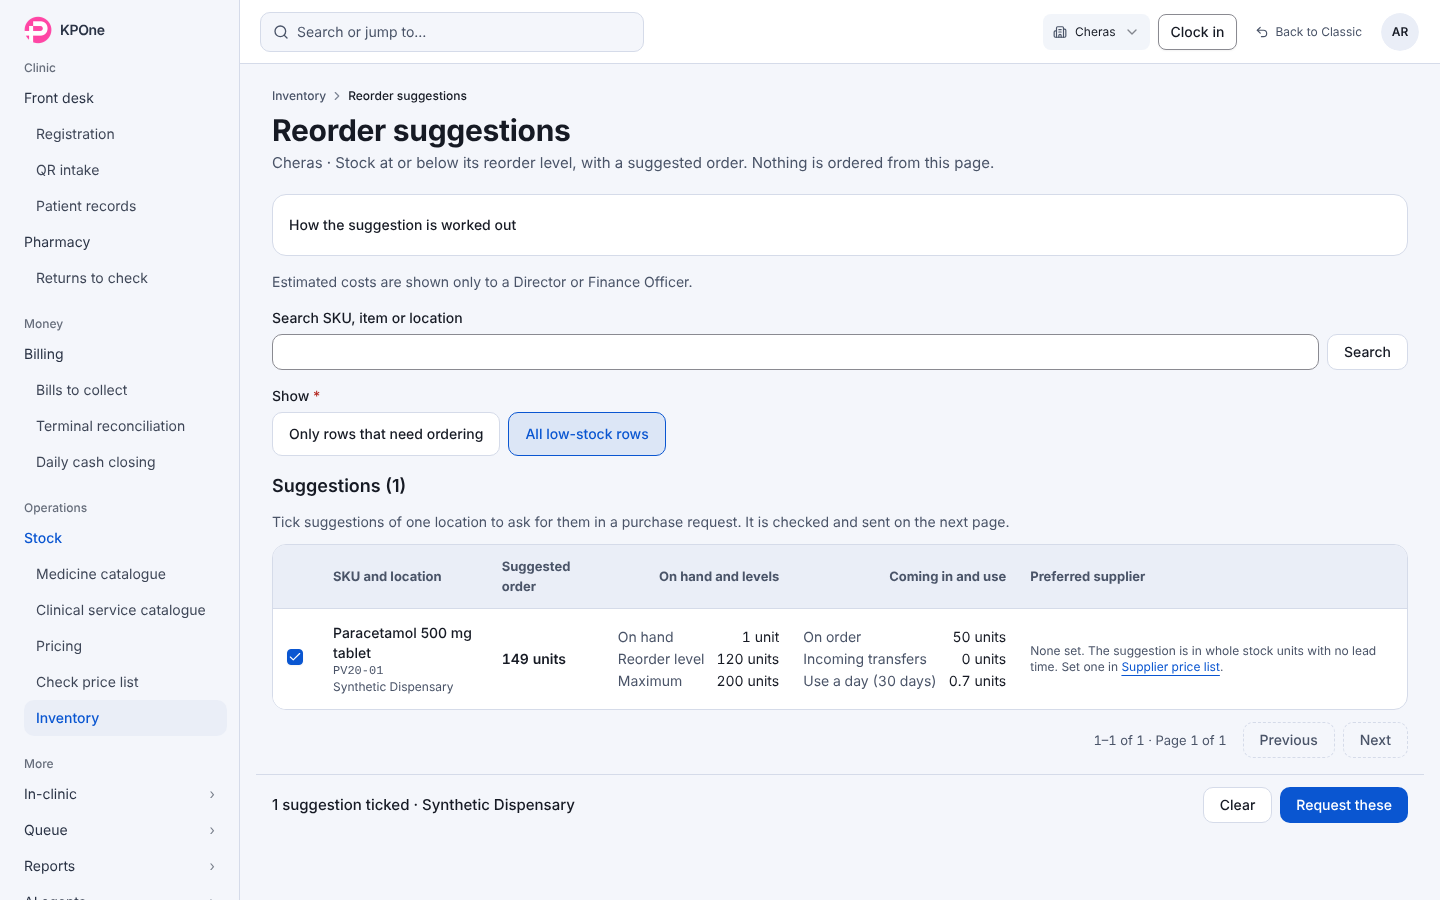 KPOne
Search or jump to...
Cheras
Clock in
Back to Classic
AR
Clinic
Front desk
Registration
QR intake
Patient records
Pharmacy
Returns to check
Money
Billing
Bills to collect
Terminal reconciliation
Daily cash closing
Operations
Stock
Medicine catalogue
Clinical service catalogue
Pricing
Check price list
Inventory
More
In-clinic
Queue
Reports
Inventory > Reorder suggestions
Reorder suggestions
Cheras · Stock at or below its reorder level, with a suggested order. Nothing is ordered from this page.
How the suggestion is worked out
Estimated costs are shown only to a Director or Finance Officer.
Search SKU, item or location
Search
Show *
Only rows that need ordering
All low-stock rows
Suggestions (1)
Tick suggestions of one location to ask for them in a purchase request. It is checked and sent on the next page.
SKU and location
Suggested
order
On hand and levels
Coming in and use
Preferred supplier
Paracetamol 500 mg
tablet
PV20-01
Synthetic Dispensary
149 units
On hand 1 unit
Reorder level 120 units
Maximum 200 units
On order 50 units
Incoming transfers 0 units
Use a day (30 days) 0.7 units
None set. The suggestion is in whole stock units with no lead
time. Set one in Supplier price list.
1–1 of 1 · Page 1 of 1
Previous
Next
1 suggestion ticked · Synthetic Dispensary
Clear
Request these